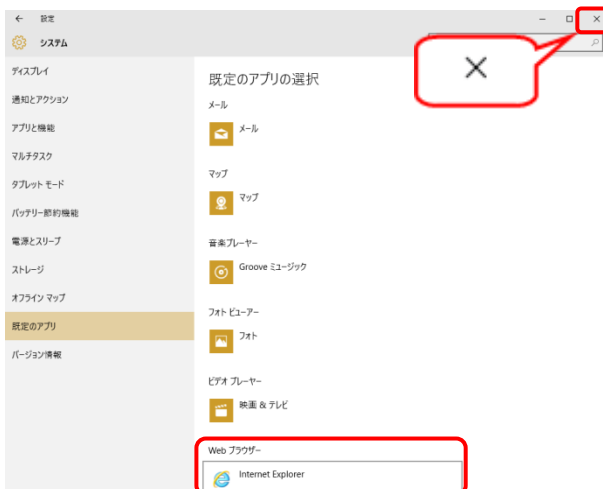 設定
システム
ディスプレイ
通知とアクション
アプリと機能
マルチタスク
タブレット モード
バッテリー節約機能
電源とスリープ
ストレージ
オフライン マップ
既定のアプリ
バージョン情報
既定のアプリの選択
メール
メール
マップ
マップ
音楽プレーヤー
Groove ミュージック
フォト ビューアー
フォト
ビデオ プレーヤー
映画 & テレビ
Web ブラウザー
Internet Explorer